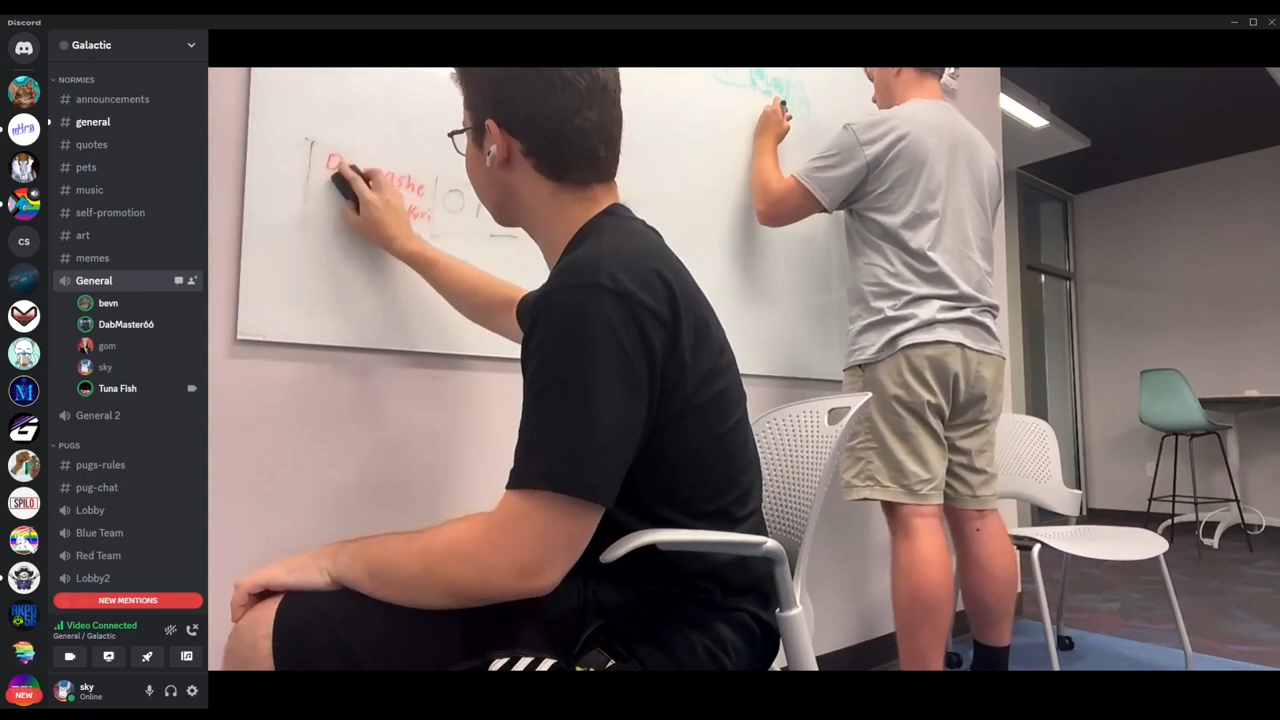 Discord
Galactic
NORMIES
announcements
general
quotes
pets
music
self-promotion
art
memes
General
bevn
DabMaster66
gom
sky
Tuna Fish
General 2
PUGS
pugs-rules
pug-chat
Lobby
Blue Team
Red Team
Lobby2
NEW MENTIONS
Video Connected
General / Galactic
sky
Online
NEW
mHra
CS
M
SPILO